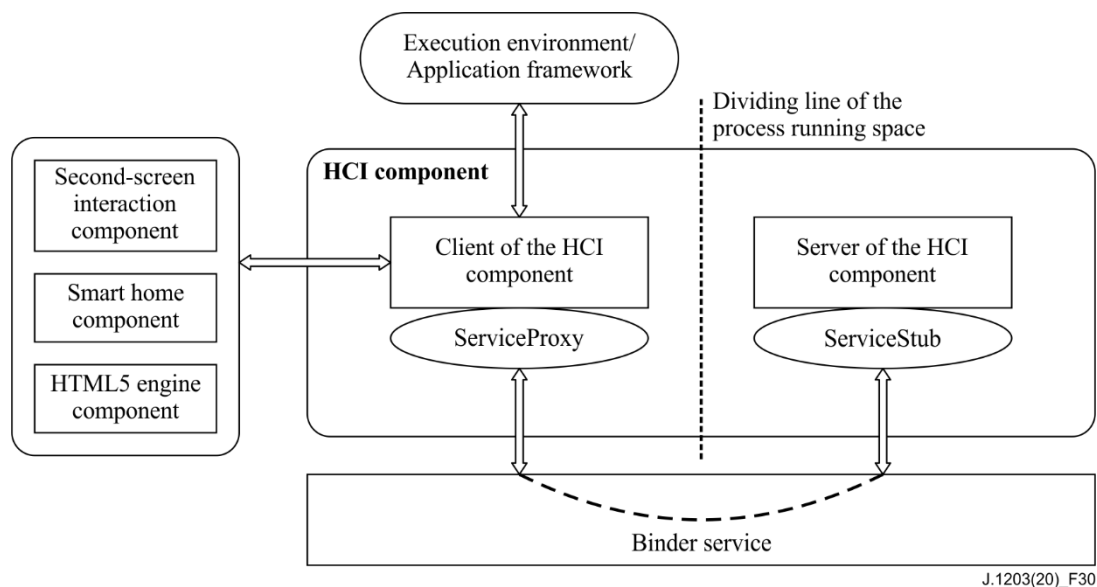 Execution environment/
Application framework
Dividing line of the
process running space
HCI component
Second-screen
interaction
component
Smart home
component
HTML5 engine
component
Client of the HCI
component
ServiceProxy
Server of the HCI
component
ServiceStub
Binder service
J.1203(20)_F30